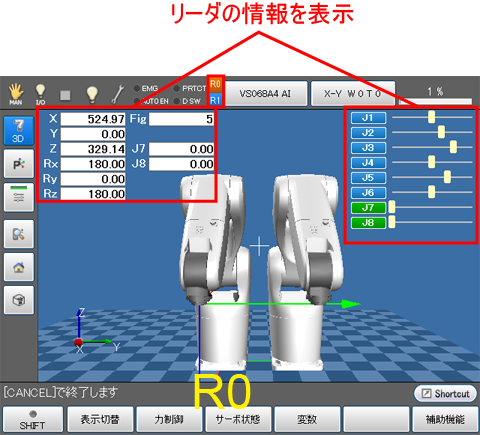 リーダの情報を表示
MAN
I/O
EMG
AUTO EN
PRTCT
D SW
R0
R1
VS068A4 AI
X-Y W 0 T 0
1 %
3D
X 524.97 Fig 5
Y 0.00
Z 329.14 J7 0.00
Rx 180.00 J8 0.00
Ry 0.00
Rz 180.00
J1
J2
J3
J4
J5
J6
J7
J8
P
Z
X
Y
R0
[CANCEL]で終了します
Shortcut
SHIFT
表示切替
力制御
サーボ状態
変数
補助機能